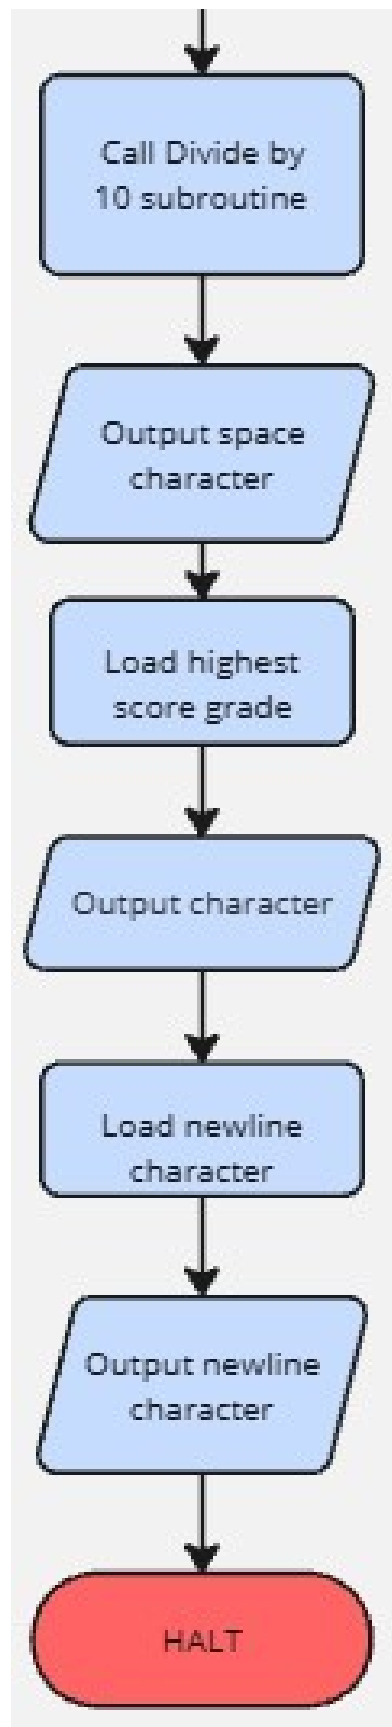 Call Divide by
10 subroutine
Output space
character
Load highest
score grade
Output character
Load newline
character
Output newline
character
HALT